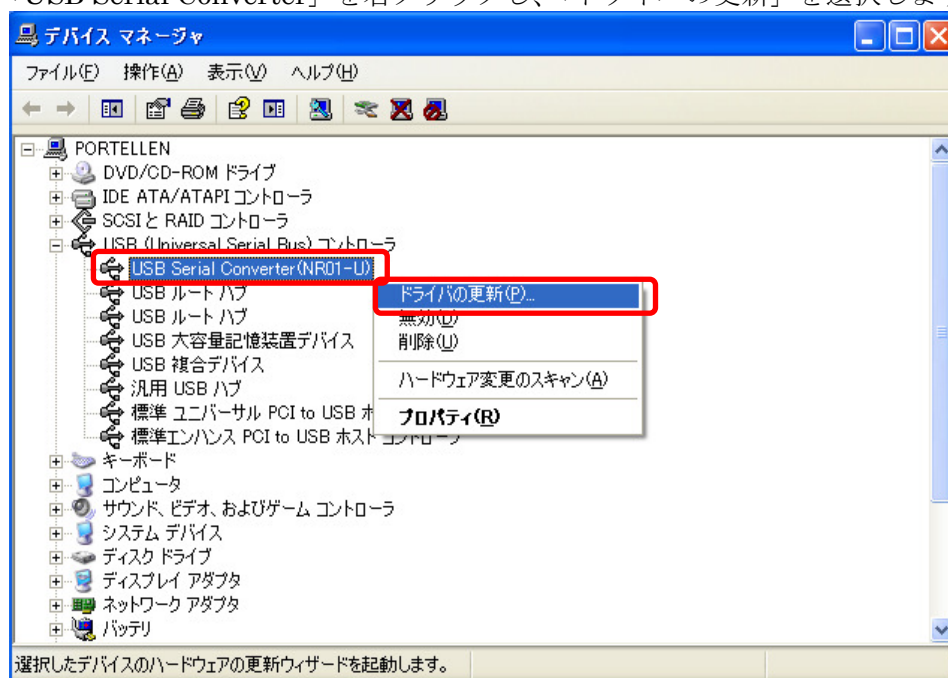 「USB Serial Converter」を右クリックし、「ドライバの更新」を選択しま
デバイス マネージャ
ファイル(F) 操作(A) 表示(V) ヘルプ(H)
PORTELLEN
DVD/CD-ROM ドライブ
IDE ATA/ATAPI コントローラ
SCSI と RAID コントローラ
USB (Universal Serial Bus) コントローラ
USB Serial Converter(NR01-U)
ドライバの更新(P)...
USB ルート ハブ
無効(D)
USB ルート ハブ
削除(U)
USB 大容量記憶装置デバイス
USB 複合デバイス
ハードウェア変更のスキャン(A)
汎用 USB ハブ
標準 ユニバーサル PCI to USB ホ
プロパティ(R)
標準エンハンス PCI to USB ホスト コントローラ
キーボード
コンピュータ
サウンド、ビデオ、およびゲーム コントローラ
システム デバイス
ディスク ドライブ
ディスプレイ アダプタ
ネットワーク アダプタ
バッテリ
選択したデバイスのハードウェアの更新ウィザードを起動します。